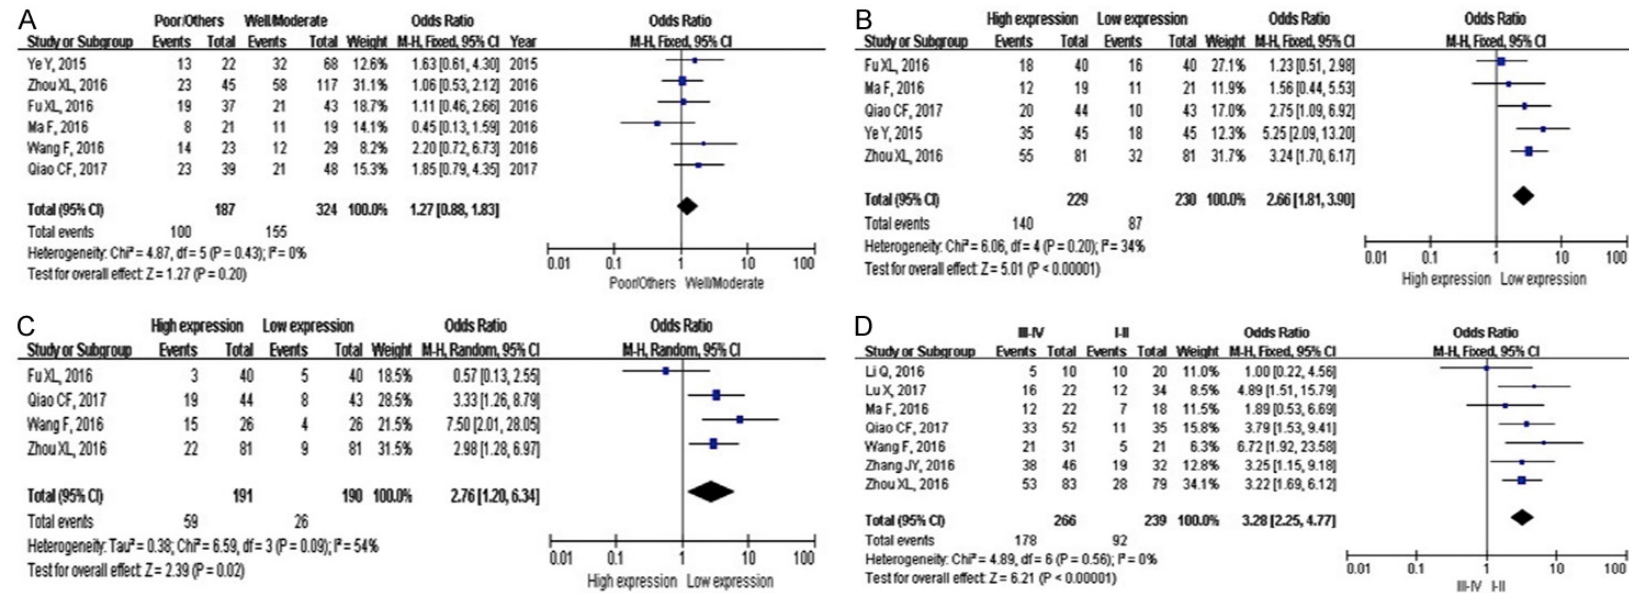 A
Poor/Others Well/Moderate Odds Ratio Odds Ratio
Study or Subgroup Events Total Events Total Weight M-H, Fixed, 95% CI Year M-H, Fixed, 95% CI
Ye Y, 2015 13 22 32 68 12.6% 1.63 [0.61, 4.30] 2015
Zhou XL, 2016 23 45 58 117 31.1% 1.06 [0.53, 2.12] 2016
Fu XL, 2016 19 37 21 43 18.7% 1.11 [0.46, 2.66] 2016
Ma F, 2016 8 21 11 19 14.1% 0.45 [0.13, 1.59] 2016
Wang F, 2016 14 23 12 29 8.2% 2.20 [0.72, 6.73] 2016
Qiao CF, 2017 23 39 21 48 15.3% 1.85 [0.79, 4.35] 2017
Total (95% CI) 187 324 100.0% 1.27 [0.88, 1.83]
Total events 100 155
Heterogeneity: Chi² = 4.87, df = 5 (P = 0.43); I² = 0%
Test for overall effect: Z = 1.27 (P = 0.20)
0.01 0.1 1 10 100
Poor/Others Well/Moderate
B
High expression Low expression Odds Ratio Odds Ratio
Study or Subgroup Events Total Events Total Weight M-H, Fixed, 95% CI M-H, Fixed, 95% CI
Fu XL, 2016 18 40 16 40 27.1% 1.23 [0.51, 2.98]
Ma F, 2016 12 19 11 21 11.9% 1.56 [0.44, 5.53]
Qiao CF, 2017 20 44 10 43 17.0% 2.75 [1.09, 6.92]
Ye Y, 2015 35 45 18 45 12.3% 5.25 [2.09, 13.20]
Zhou XL, 2016 55 81 32 81 31.7% 3.24 [1.70, 6.17]
Total (95% CI) 229 230 100.0% 2.66 [1.81, 3.90]
Total events 140 87
Heterogeneity: Chi² = 6.06, df = 4 (P = 0.20); I² = 34%
Test for overall effect: Z = 5.01 (P < 0.00001)
0.01 0.1 1 10 100
High expression Low expression
C
High expression Low expression Odds Ratio Odds Ratio
Study or Subgroup Events Total Events Total Weight M-H, Random, 95% CI M-H, Random, 95% CI
Fu XL, 2016 3 40 5 40 18.5% 0.57 [0.13, 2.55]
Qiao CF, 2017 19 44 8 43 28.5% 3.33 [1.26, 8.79]
Wang F, 2016 15 26 4 26 21.5% 7.50 [2.01, 28.05]
Zhou XL, 2016 22 81 9 81 31.5% 2.98 [1.28, 6.97]
Total (95% CI) 191 190 100.0% 2.76 [1.20, 6.34]
Total events 59 26
Heterogeneity: Tau² = 0.38; Chi² = 6.59, df = 3 (P = 0.09); I² = 54%
Test for overall effect: Z = 2.39 (P = 0.02)
0.01 0.1 1 10 100
High expression Low expression
D
III-IV I-II Odds Ratio Odds Ratio
Study or Subgroup Events Total Events Total Weight M-H, Fixed, 95% CI M-H, Fixed, 95% CI
Li Q, 2016 5 10 10 20 11.0% 1.00 [0.22, 4.56]
Lu X, 2017 16 22 12 34 8.5% 4.89 [1.51, 15.79]
Ma F, 2016 12 22 7 18 11.5% 1.89 [0.53, 6.69]
Qiao CF, 2017 33 52 11 35 15.8% 3.79 [1.53, 9.41]
Wang F, 2016 21 31 5 21 6.3% 6.72 [1.92, 23.58]
Zhang JY, 2016 38 46 19 32 12.8% 3.25 [1.15, 9.18]
Zhou XL, 2016 53 83 28 79 34.1% 3.22 [1.69, 6.12]
Total (95% CI) 266 239 100.0% 3.28 [2.25, 4.77]
Total events 178 92
Heterogeneity: Chi² = 4.89, df = 6 (P = 0.56); I² = 0%
Test for overall effect: Z = 6.21 (P < 0.00001)
0.01 0.1 1 10 100
III-IV I-II